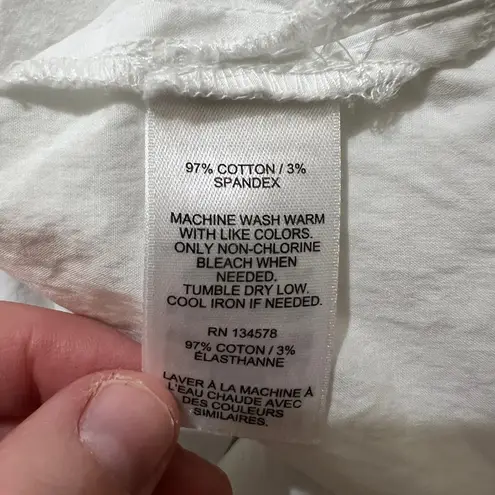 97% COTTON / 3%
SPANDEX
MACHINE WASH WARM
WITH LIKE COLORS.
ONLY NON-CHLORINE
BLEACH WHEN
NEEDED.
TUMBLE DRY LOW.
COOL IRON IF NEEDED.
RN 134578
97% COTON / 3%
ÉLASTHANNE
LAVER À LA MACHINE À
L'EAU CHAUDE AVEC
DES COULEURS
SIMILAIRES.